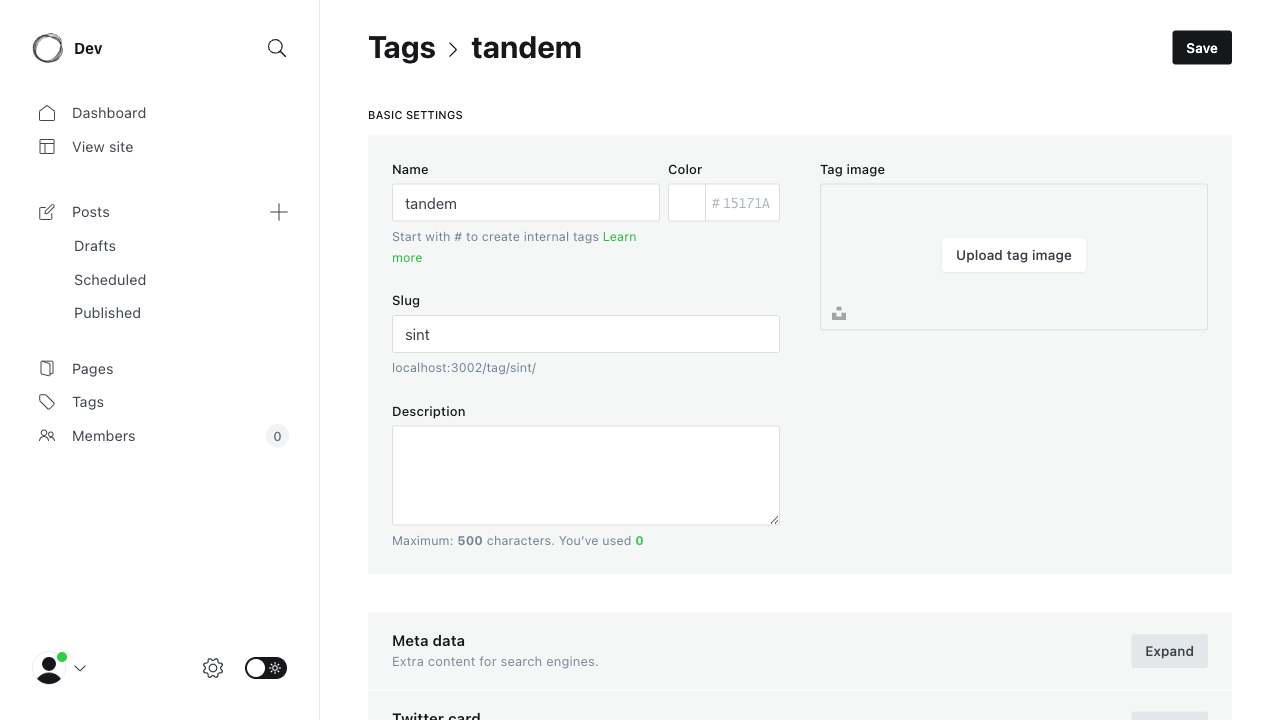 Dev
Dashboard
View site
Posts
Drafts
Scheduled
Published
Pages
Tags
Members
0
Tags
tandem
Save
BASIC SETTINGS
Name
tandem
Start with # to create internal tags Learn
more
Color
# 15171A
Slug
sint
localhost:3002/tag/sint/
Description
Maximum: 500 characters. You've used 0
Tag image
Upload tag image
Meta data
Extra content for search engines.
Expand
Twitter card